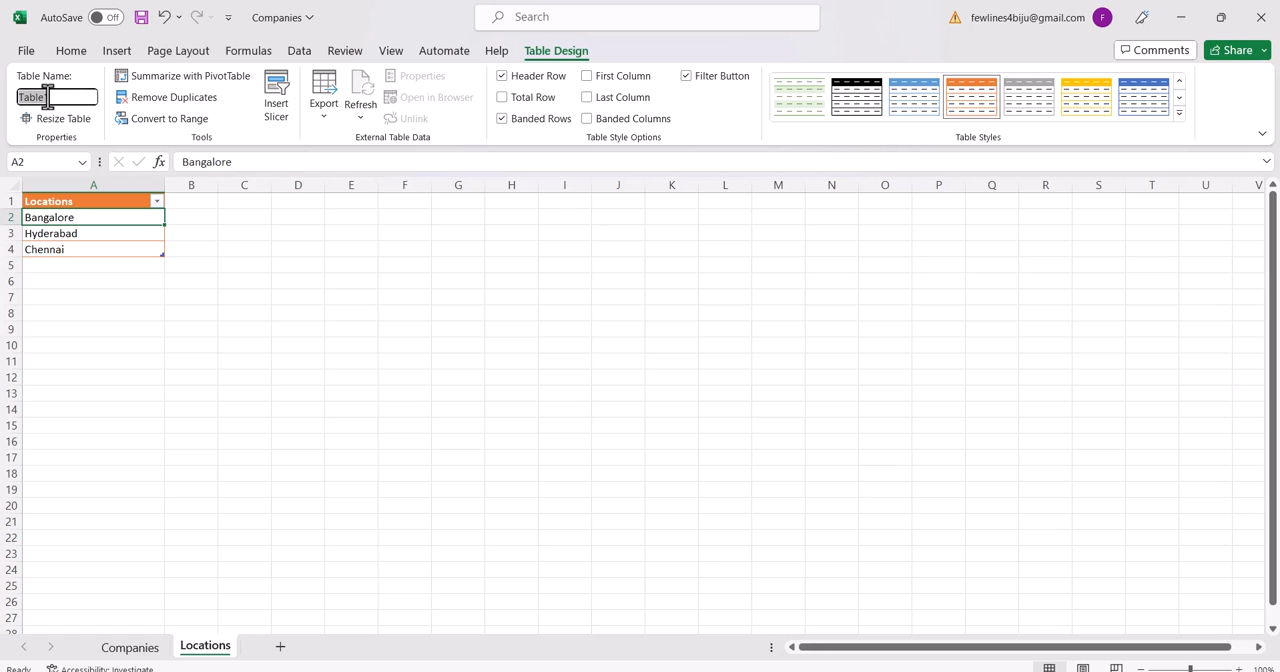 AutoSave Off Companies Search fewlines4biju@gmail.com F
File Home Insert Page Layout Formulas Data Review View Automate Help Table Design Comments Share
Table Name: Summarize with PivotTable Properties Header Row First Column Filter Button
Duplicates Insert Export Refresh Open in Browser Total Row Last Column
Resize Convert Range Slicer Unlink Banded Rows Banded Columns
Properties Tools External Table Data Table Style Options Table Styles
A2 fx Bangalore
A B C D E F G H I J K L M N O P Q R S T U V
1 Locations
2 Bangalore
3 Hyderabad
4 Chennai
5
6
7
8
9
10
11
12
13
14
15
16
17
18
19
20
21
22
23
24
25
26
27
28
Companies Locations
Ready Accessibility: Investigate 100%